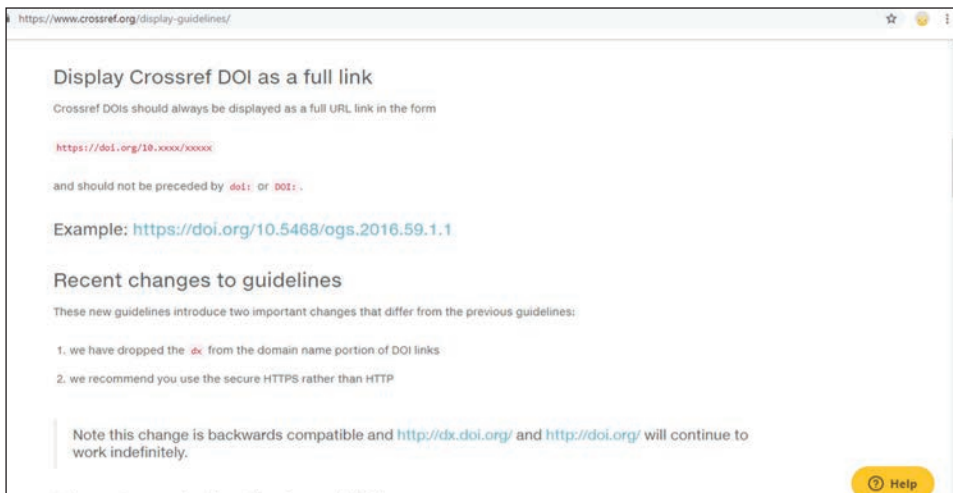 https://www.crossref.org/display-guidelines/
Display Crossref DOI as a full link
Crossref DOIs should always be displayed as a full URL link in the form
https://doi.org/10.xxxx/xxxxx
and should not be preceded by doi: or DOI: .
Example: https://doi.org/10.5468/ogs.2016.59.1.1
Recent changes to guidelines
These new guidelines introduce two important changes that differ from the previous guidelines:
1. we have dropped the dx from the domain name portion of DOI links
2. we recommend you use the secure HTTPS rather than HTTP
Note this change is backwards compatible and http://dx.doi.org/ and http://doi.org/ will continue to
work indefinitely.
Help